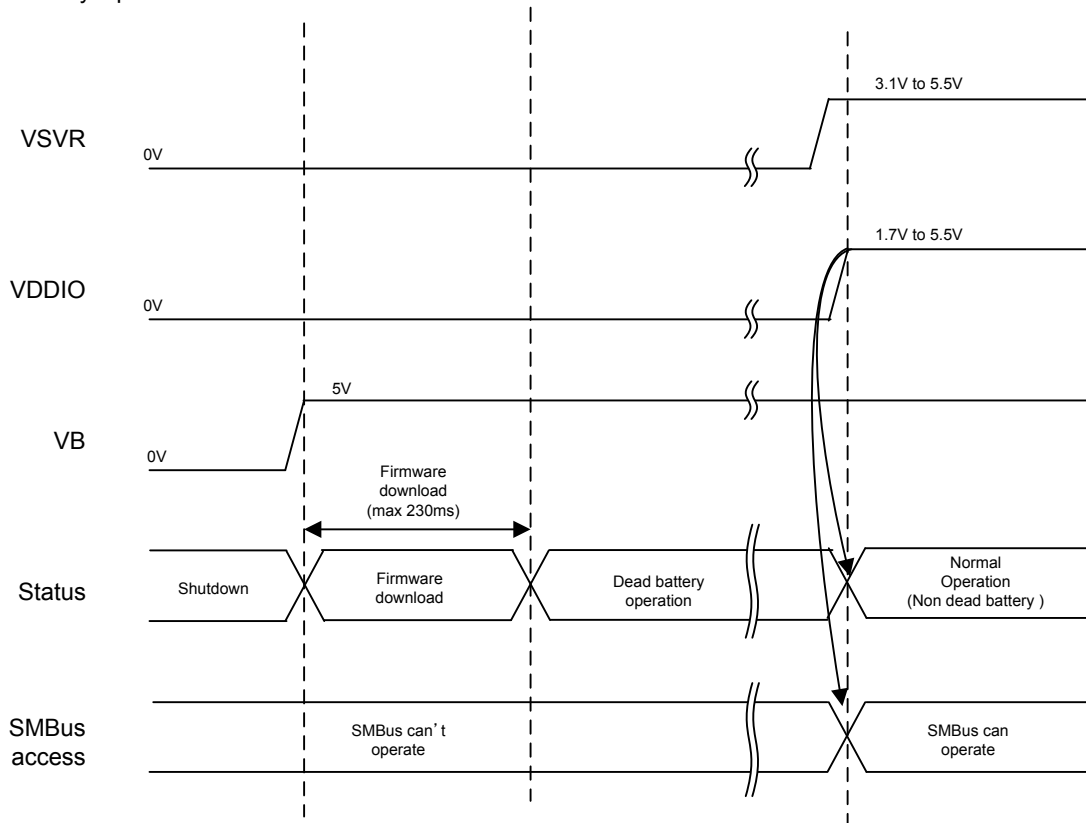 3.1V to 5.5V
VSVR
0V
1.7V to 5.5V
VDDIO
0V
5V
VB
0V
Firmware
download
(max 230ms)
Status
Shutdown
Firmware
download
Dead battery
operation
Normal
Operation
(Non dead battery )
SMBus
access
SMBus can't
operate
SMBus can
operate